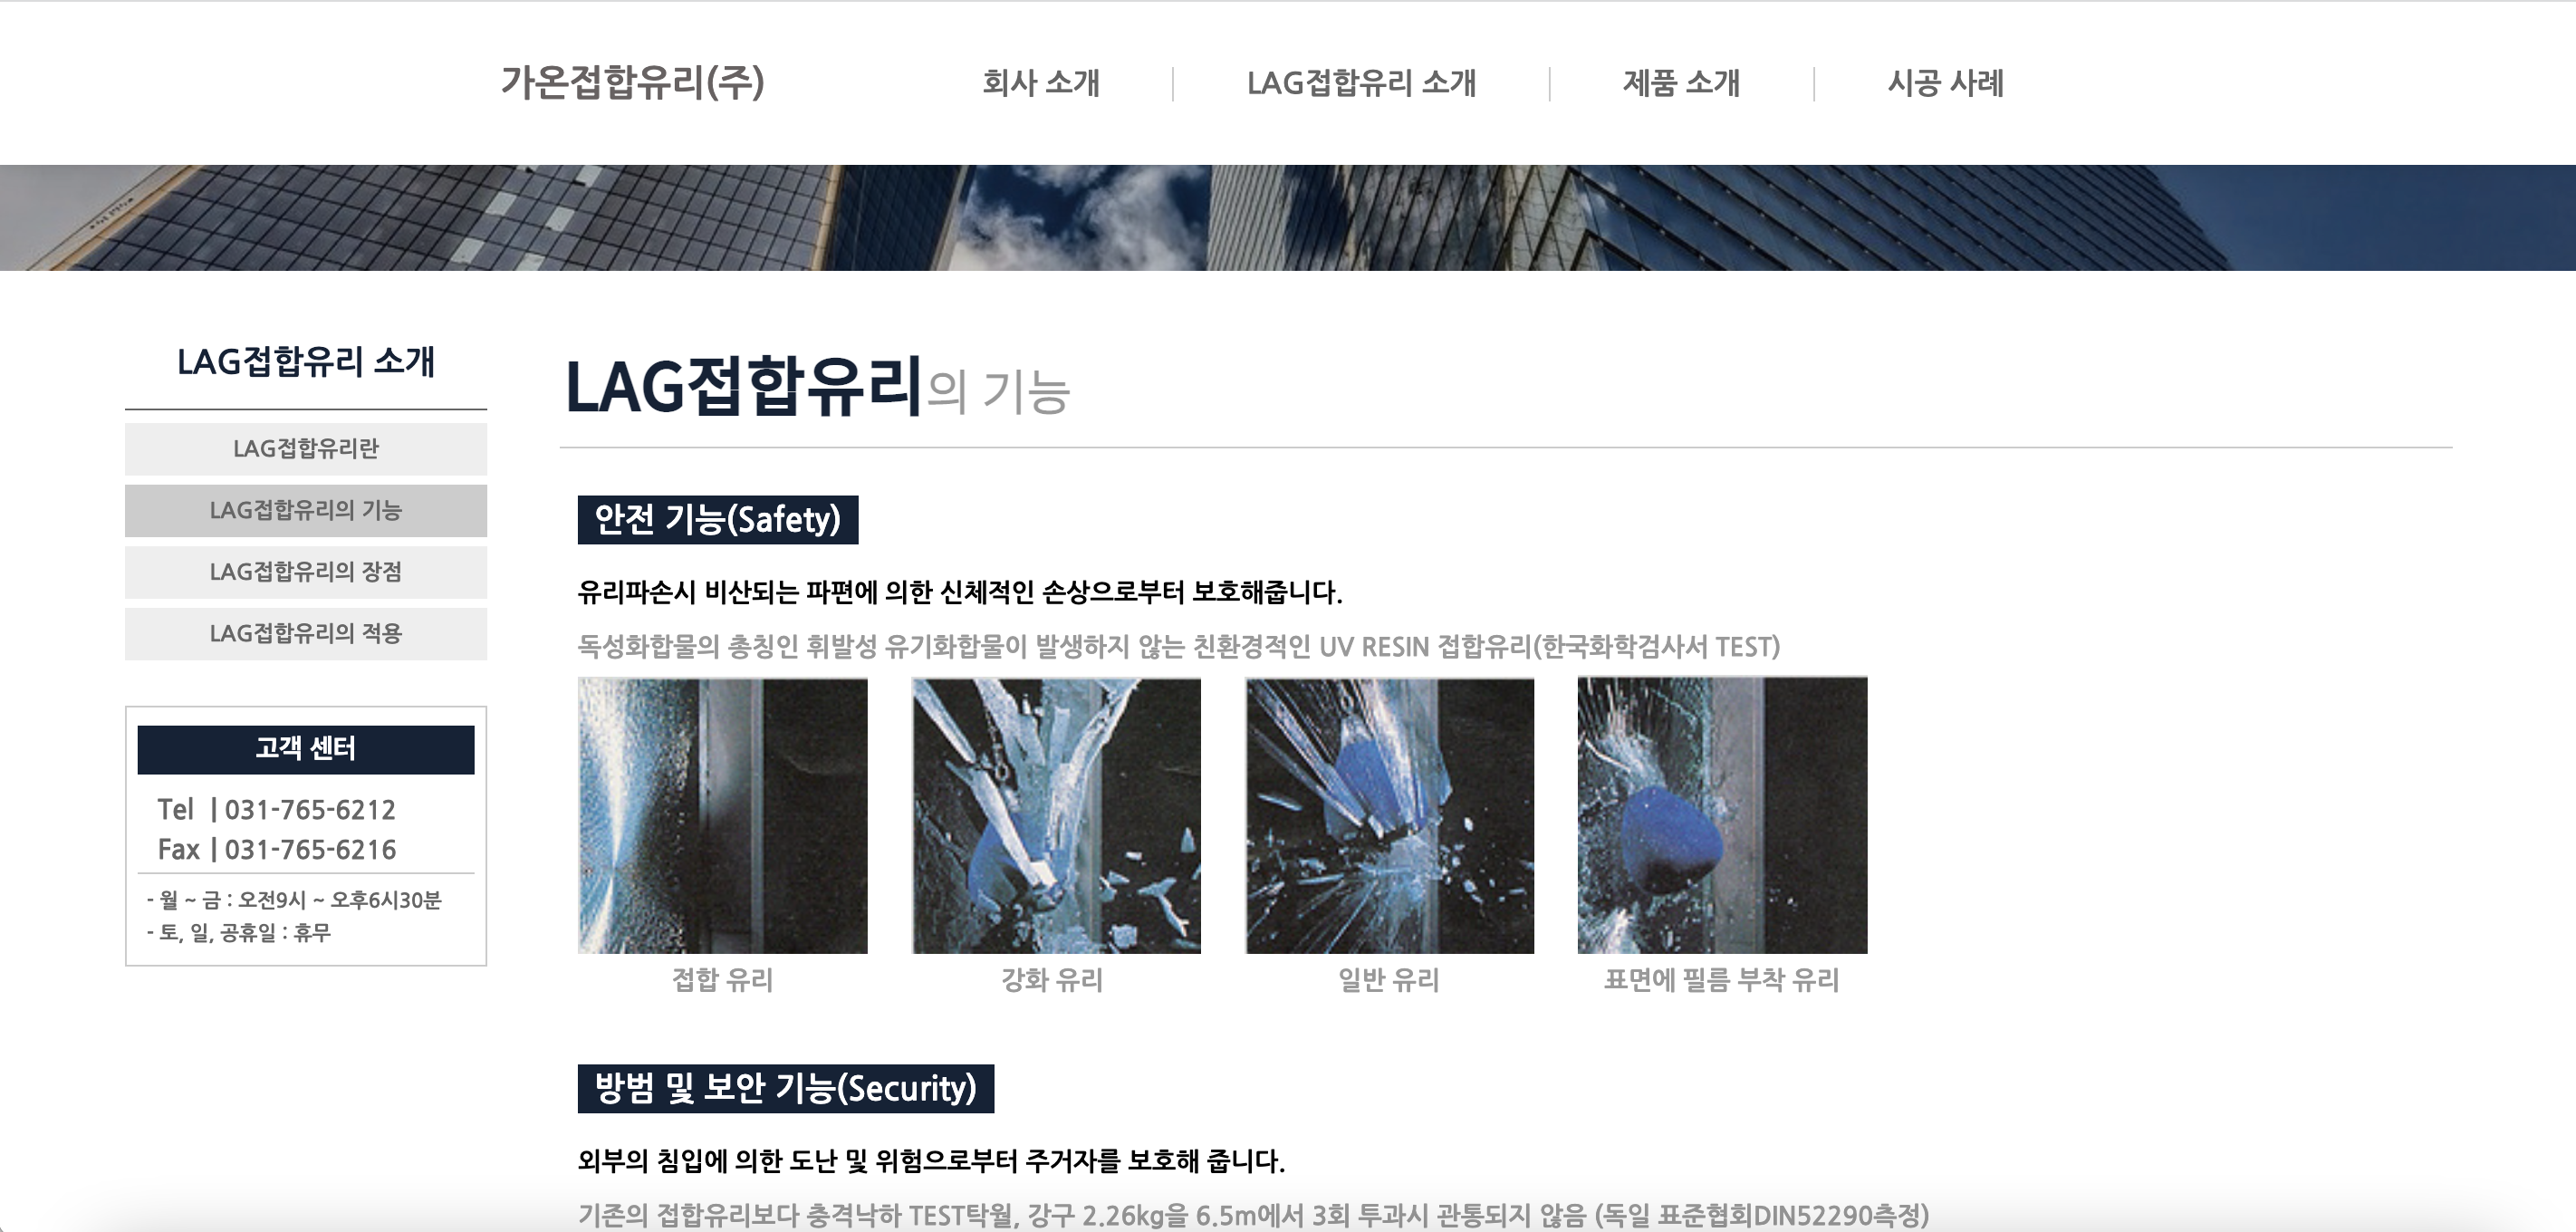 가온접합유리(주)
회사 소개
LAG접합유리 소개
제품 소개
시공 사례
LAG접합유리 소개
LAG접합유리란
LAG접합유리의 기능
LAG접합유리의 장점
LAG접합유리의 적용
고객 센터
Tel | 031-765-6212
Fax | 031-765-6216
- 월 ~ 금 : 오전9시 ~ 오후6시30분
- 토, 일, 공휴일 : 휴무
LAG접합유리의 기능
안전 기능(Safety)
유리파손시 비산되는 파편에 의한 신체적인 손상으로부터 보호해줍니다.
독성화합물의 총칭인 휘발성 유기화합물이 발생하지 않는 친환경적인 UV RESIN 접합유리(한국화학검사서 TEST)
접합 유리
강화 유리
일반 유리
표면에 필름 부착 유리
방범 및 보안 기능(Security)
외부의 침입에 의한 도난 및 위험으로부터 주거자를 보호해 줍니다.
기존의 접합유리보다 충격낙하 TEST탁월, 강구 2.26kg을 6.5m에서 3회 투과시 관통되지 않음 (독일 표준협회DIN52290측정)